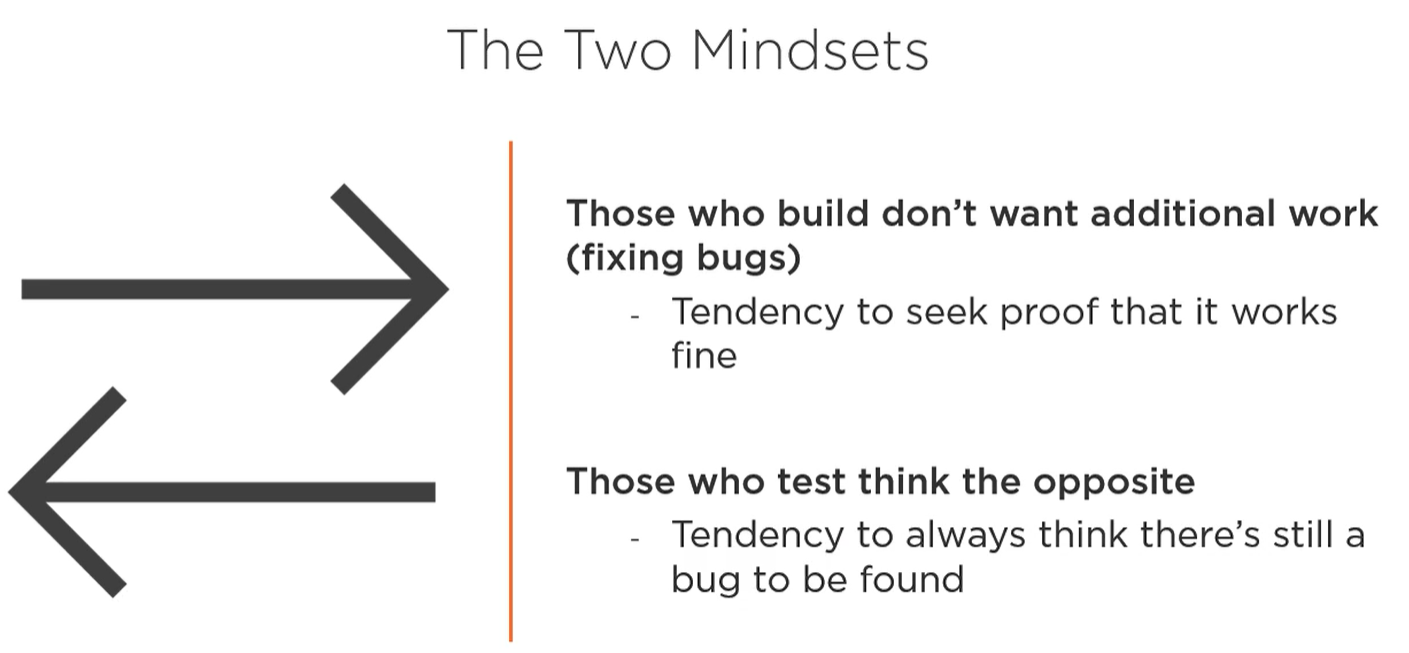 The Two Mindsets
Those who build don’t want additional work
(fixing bugs)
- Tendency to seek proof that it works
fine
Those who test think the opposite
- Tendency to always think there’s still a
bug to be found